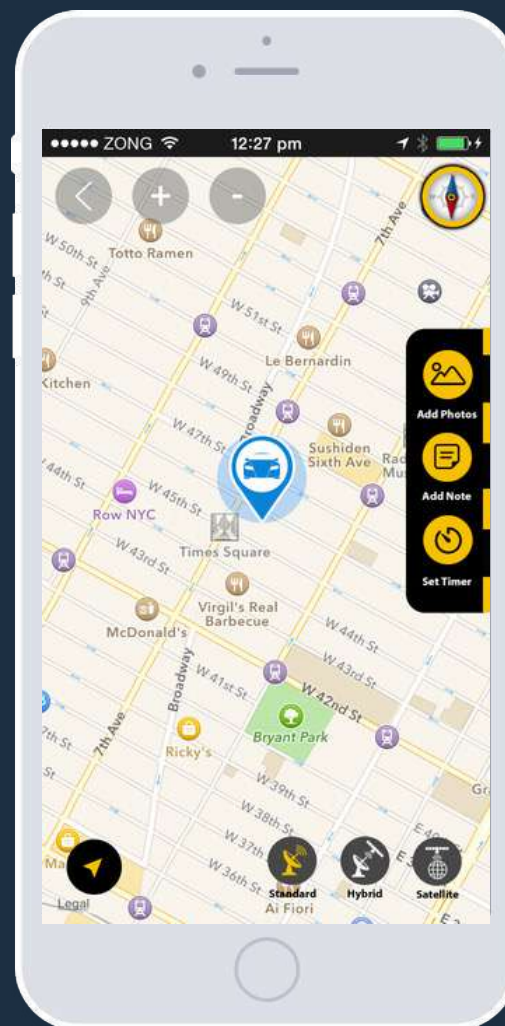 ZONG
12:27 pm
+
-
W 50th St
Totto Ramen
9th Ave
7th Ave
W 51st St
Le Bernardin
W 49th St
Kitchen
Broadway
Add Photos
W 47th St
Sushiden
Sixth Ave
44th St
W 45th St
Row NYC
Add Note
Times Square
W 43rd St
Virgil's Real
Barbecue
Set Timer
McDonald's
W 44th St
W 43rd St
W 41st St
W 42nd St
Broadway
7th Ave
Bryant Park
Ricky's
W 39th St
W 38th St
W 37th
W 36th St
Standard
Hybrid
Satellite
Legal
Ai Fiori